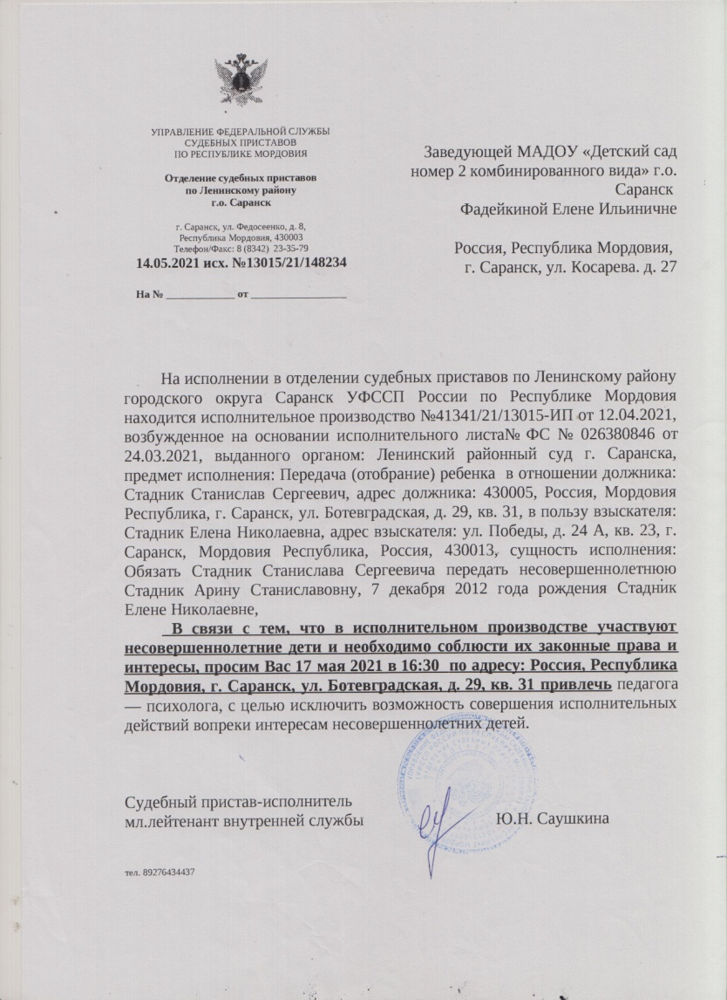 УПРАВЛЕНИЕ ФЕДЕРАЛЬНОЙ СЛУЖБЫ
СУДЕБНЫХ ПРИСТАВОВ
ПО РЕСПУБЛИКЕ МОРДОВИЯ
Отделение судебных приставов
по Ленинскому району
г.о. Саранск
г. Саранск, ул. Федосеенко, д. 8,
Республика Мордовия, 430003
Телефон/Факс: 8 (8342) 23-35-79
14.05.2021 исх. №13015/21/148234
На № _____________ от __________________
Заведующей МАДОУ «Детский сад
номер 2 комбинированного вида» г.о.
Саранск
Фадейкиной Елене Ильиничне
Россия, Республика Мордовия,
г. Саранск, ул. Косарева. д. 27
На исполнении в отделении судебных приставов по Ленинскому району
городского округа Саранск УФССП России по Республике Мордовия
находится исполнительное производство №41341/21/13015-ИП от 12.04.2021,
возбужденное на основании исполнительного листа№ ФС № 026380846 от
24.03.2021, выданного органом: Ленинский районный суд г. Саранска,
предмет исполнения: Передача (отобрание) ребенка в отношении должника:
Стадник Станислав Сергеевич, адрес должника: 430005, Россия, Мордовия
Республика, г. Саранск, ул. Ботевградская, д. 29, кв. 31, в пользу взыскателя:
Стадник Елена Николаевна, адрес взыскателя: ул. Победы, д. 24 А, кв. 23, г.
Саранск, Мордовия Республика, Россия, 430013, сущность исполнения:
Обязать Стадник Станислава Сергеевича передать несовершеннолетнюю
Стадник Арину Станиславовну, 7 декабря 2012 года рождения Стадник
Елене Николаевне,
В связи с тем, что в исполнительном производстве участвуют
несовершеннолетние дети и необходимо соблюсти их законные права и
интересы, просим Вас 17 мая 2021 в 16:30 по адресу: Россия, Республика
Мордовия, г. Саранск, ул. Ботевградская, д. 29, кв. 31 привлечь педагога
— психолога, с целью исключить возможность совершения исполнительных
действий вопреки интересам несовершеннолетних детей.
Судебный пристав-исполнитель
мл.лейтенант внутренней службы
Ю.Н. Саушкина
тел. 89276434437